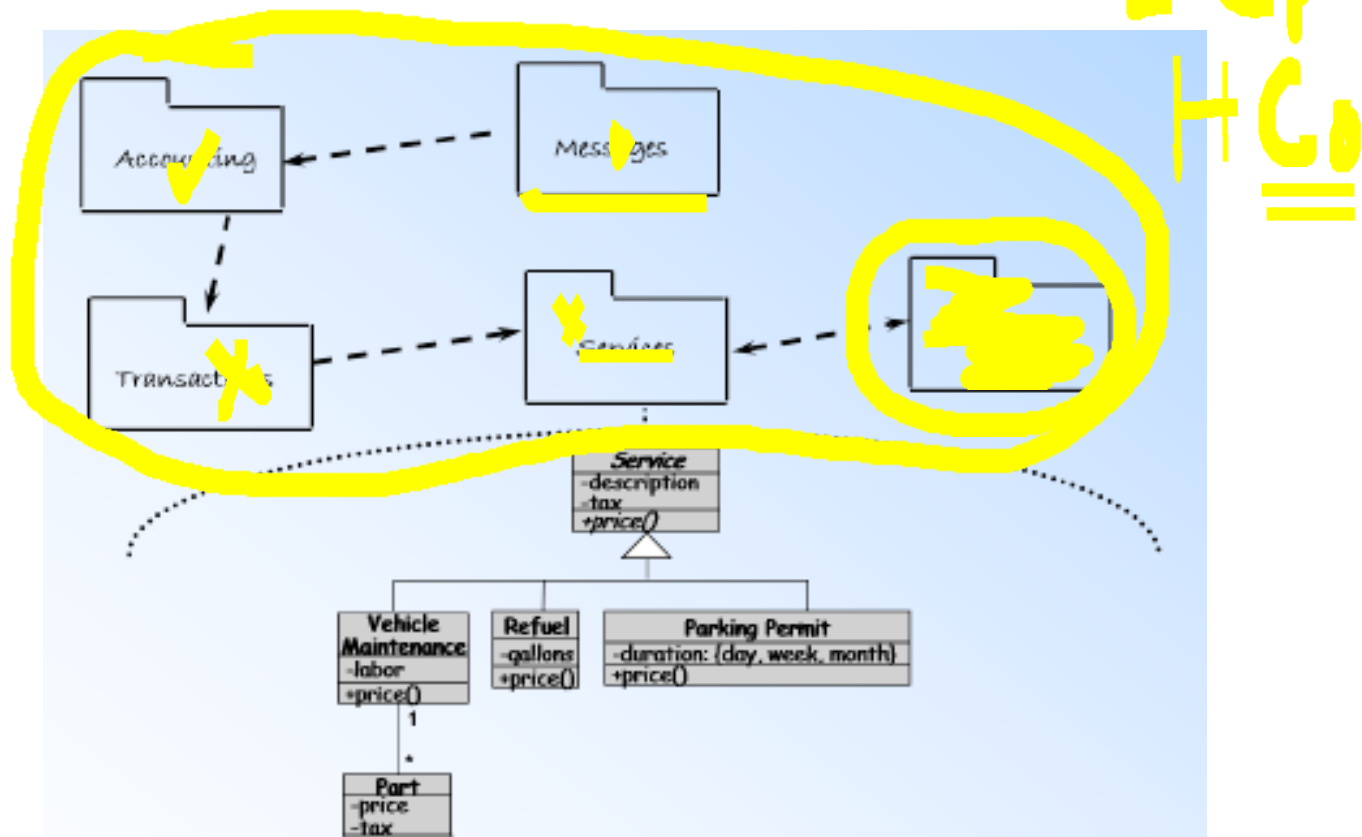 Accounting
Messages
Transactions
Services
Service
-description
-tax
+price()
Vehicle
Maintenance
-labor
+price()
1
*
Refuel
-gallons
+price()
Parking Permit
-duration: {day, week, month}
+price()
Part
-price
-tax